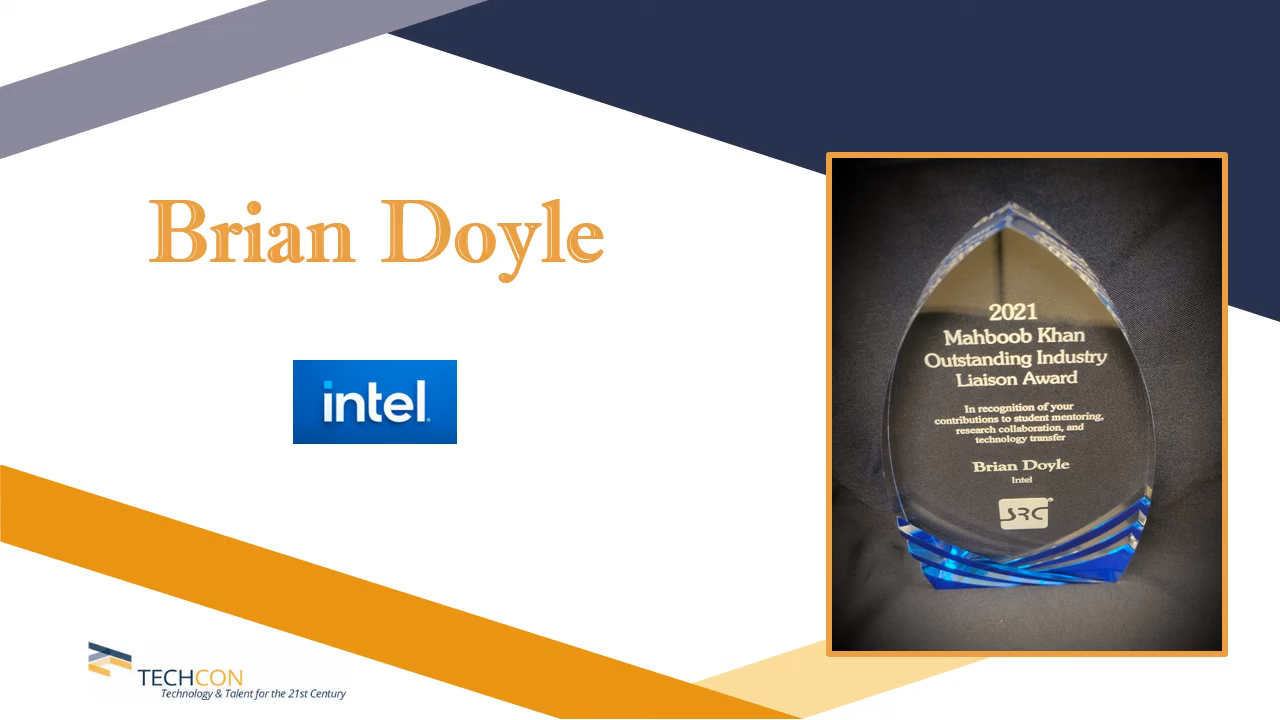 Brian Doyle
intel.
2021
Mahboob Khan
Outstanding Industry
Liaison Award
In recognition of your
contributions to student mentoring,
research collaboration, and
technology transfer
Brian Doyle
Intel
SRC®
TECHCON
Technology & Talent for the 21st Century